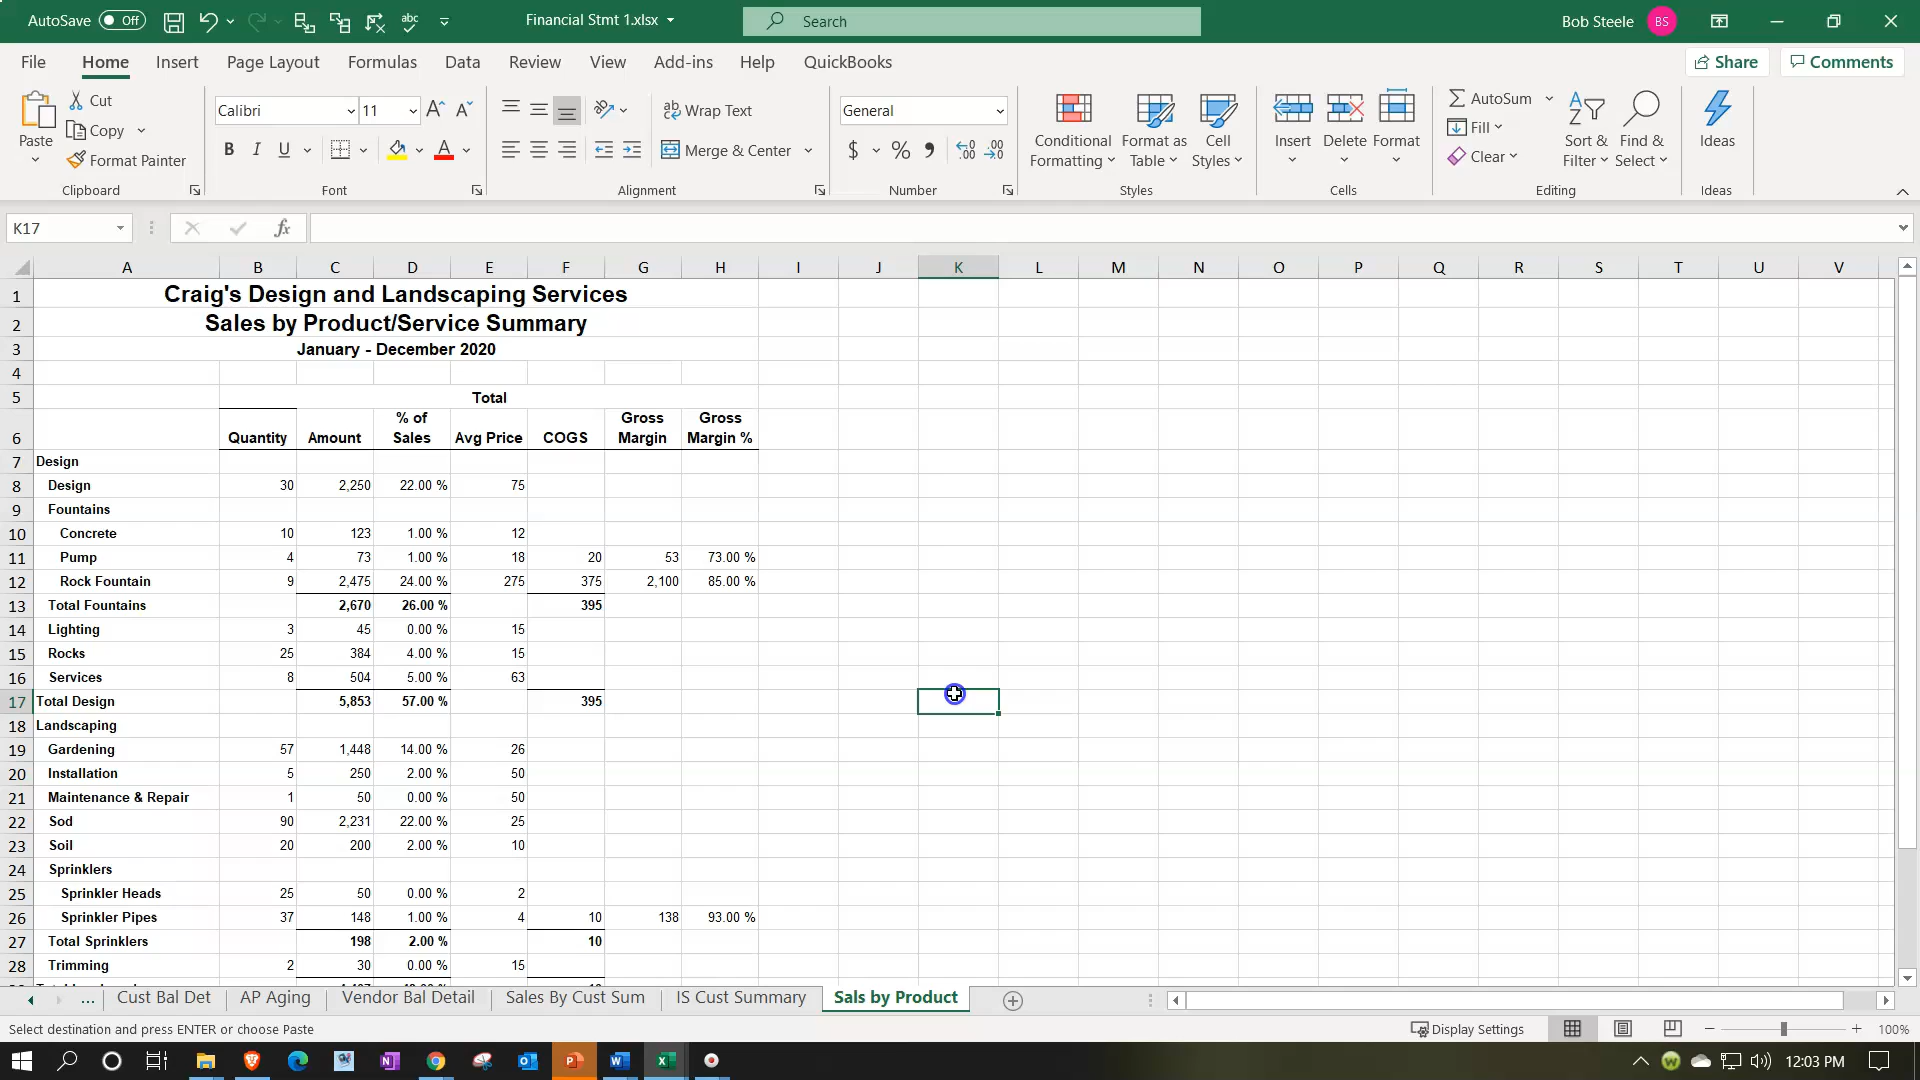 AutoSave Off abc Financial Stmt 1.xlsx Search Bob Steele BS
File Home Insert Page Layout Formulas Data Review View Add-ins Help QuickBooks Share Comments
Paste Cut Copy Format Painter Clipboard
Calibri 11 B I U A Font
ab Wrap Text Merge & Center Alignment
General $ % Number
Conditional Formatting Format as Table Cell Styles Styles
Insert Delete Format Cells
AutoSum Fill Clear Sort & Filter Find & Select Editing
Ideas Ideas
K17 fx
A B C D E F G H I J K L M N O P Q R S T U V
1 Craig's Design and Landscaping Services
2 Sales by Product/Service Summary
3 January - December 2020
4
5 Total
6 Quantity Amount % of Sales Avg Price COGS Gross Margin Gross Margin %
7 Design
8 Design 30 2,250 22.00 % 75
9 Fountains
10 Concrete 10 123 1.00 % 12
11 Pump 4 73 1.00 % 18 20 53 73.00 %
12 Rock Fountain 9 2,475 24.00 % 275 375 2,100 85.00 %
13 Total Fountains 2,670 26.00 % 395
14 Lighting 3 45 0.00 % 15
15 Rocks 25 384 4.00 % 15
16 Services 8 504 5.00 % 63
17 Total Design 5,853 57.00 % 395
18 Landscaping
19 Gardening 57 1,448 14.00 % 26
20 Installation 5 250 2.00 % 50
21 Maintenance & Repair 1 50 0.00 % 50
22 Sod 90 2,231 22.00 % 25
23 Soil 20 200 2.00 % 10
24 Sprinklers
25 Sprinkler Heads 25 50 0.00 % 2
26 Sprinkler Pipes 37 148 1.00 % 4 10 138 93.00 %
27 Total Sprinklers 198 2.00 % 10
28 Trimming 2 30 0.00 % 15
... Cust Bal Det AP Aging Vendor Bal Detail Sales By Cust Sum IS Cust Summary Sals by Product
Select destination and press ENTER or choose Paste Display Settings 100%
12:03 PM